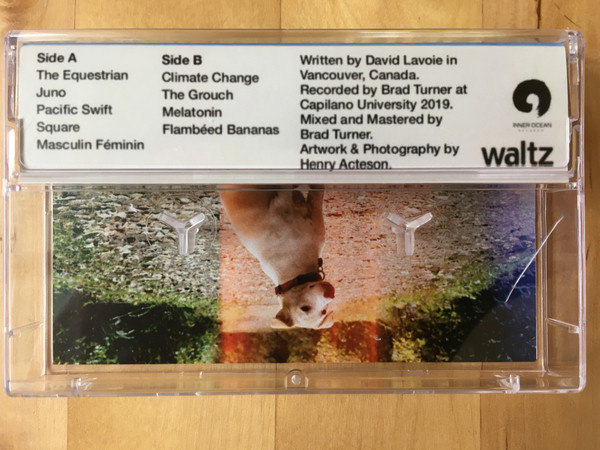 Side A
The Equestrian
Juno
Pacific Swift
Square
Masculin Féminin
Side B
Climate Change
The Grouch
Melatonin
Flambéed Bananas
Written by David Lavoie in
Vancouver, Canada.
Recorded by Brad Turner at
Capilano University 2019.
Mixed and Mastered by
Brad Turner.
Artwork & Photography by
Henry Acteson.
INNER OCEAN
RECORDS
waltz